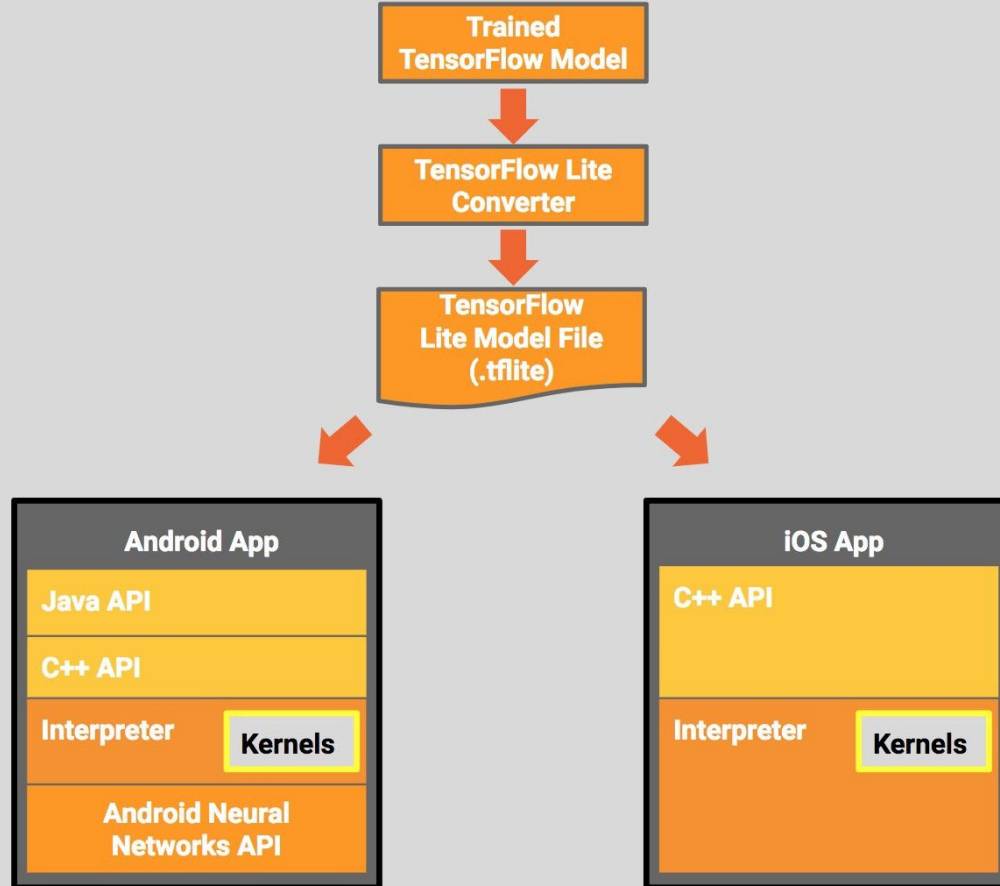 Trained
TensorFlow Model
TensorFlow Lite
Converter
TensorFlow
Lite Model File
(.tflite)
Android App
Java API
C++ API
Interpreter
Kernels
Android Neural
Networks API
iOS App
C++ API
Interpreter
Kernels